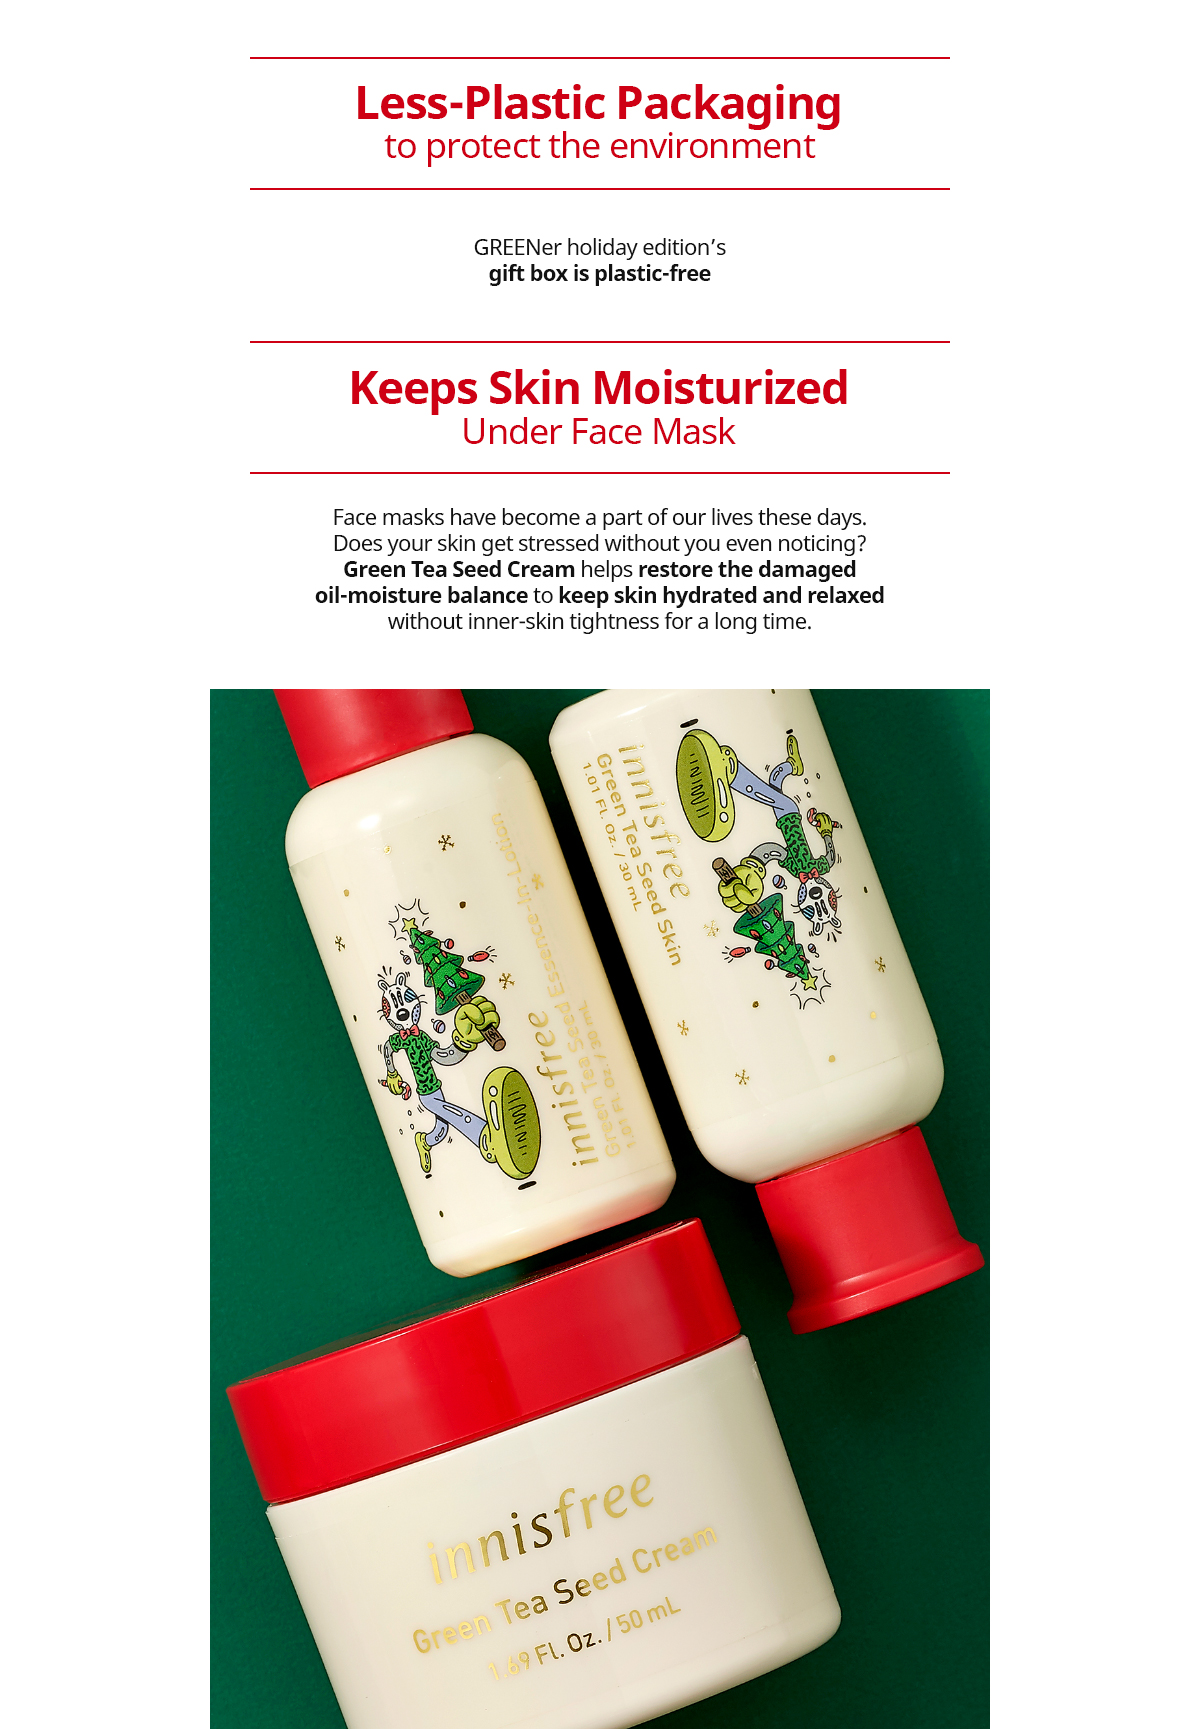 Less-Plastic Packaging
to protect the environment
GREENer holiday edition’s
gift box is plastic-free
Keeps Skin Moisturized
Under Face Mask
Face masks have become a part of our lives these days.
Does your skin get stressed without you even noticing?
Green Tea Seed Cream helps restore the damaged
oil-moisture balance to keep skin hydrated and relaxed
without inner-skin tightness for a long time.
innisfree
Green Tea Seed Essence-In-Lotion
1.01 FL. Oz. / 30 mL
innisfree
Green Tea Seed Skin
1.01 FL. Oz. / 30 mL
innisfree
Green Tea Seed Cream
1.69 Fl. Oz. / 50 mL